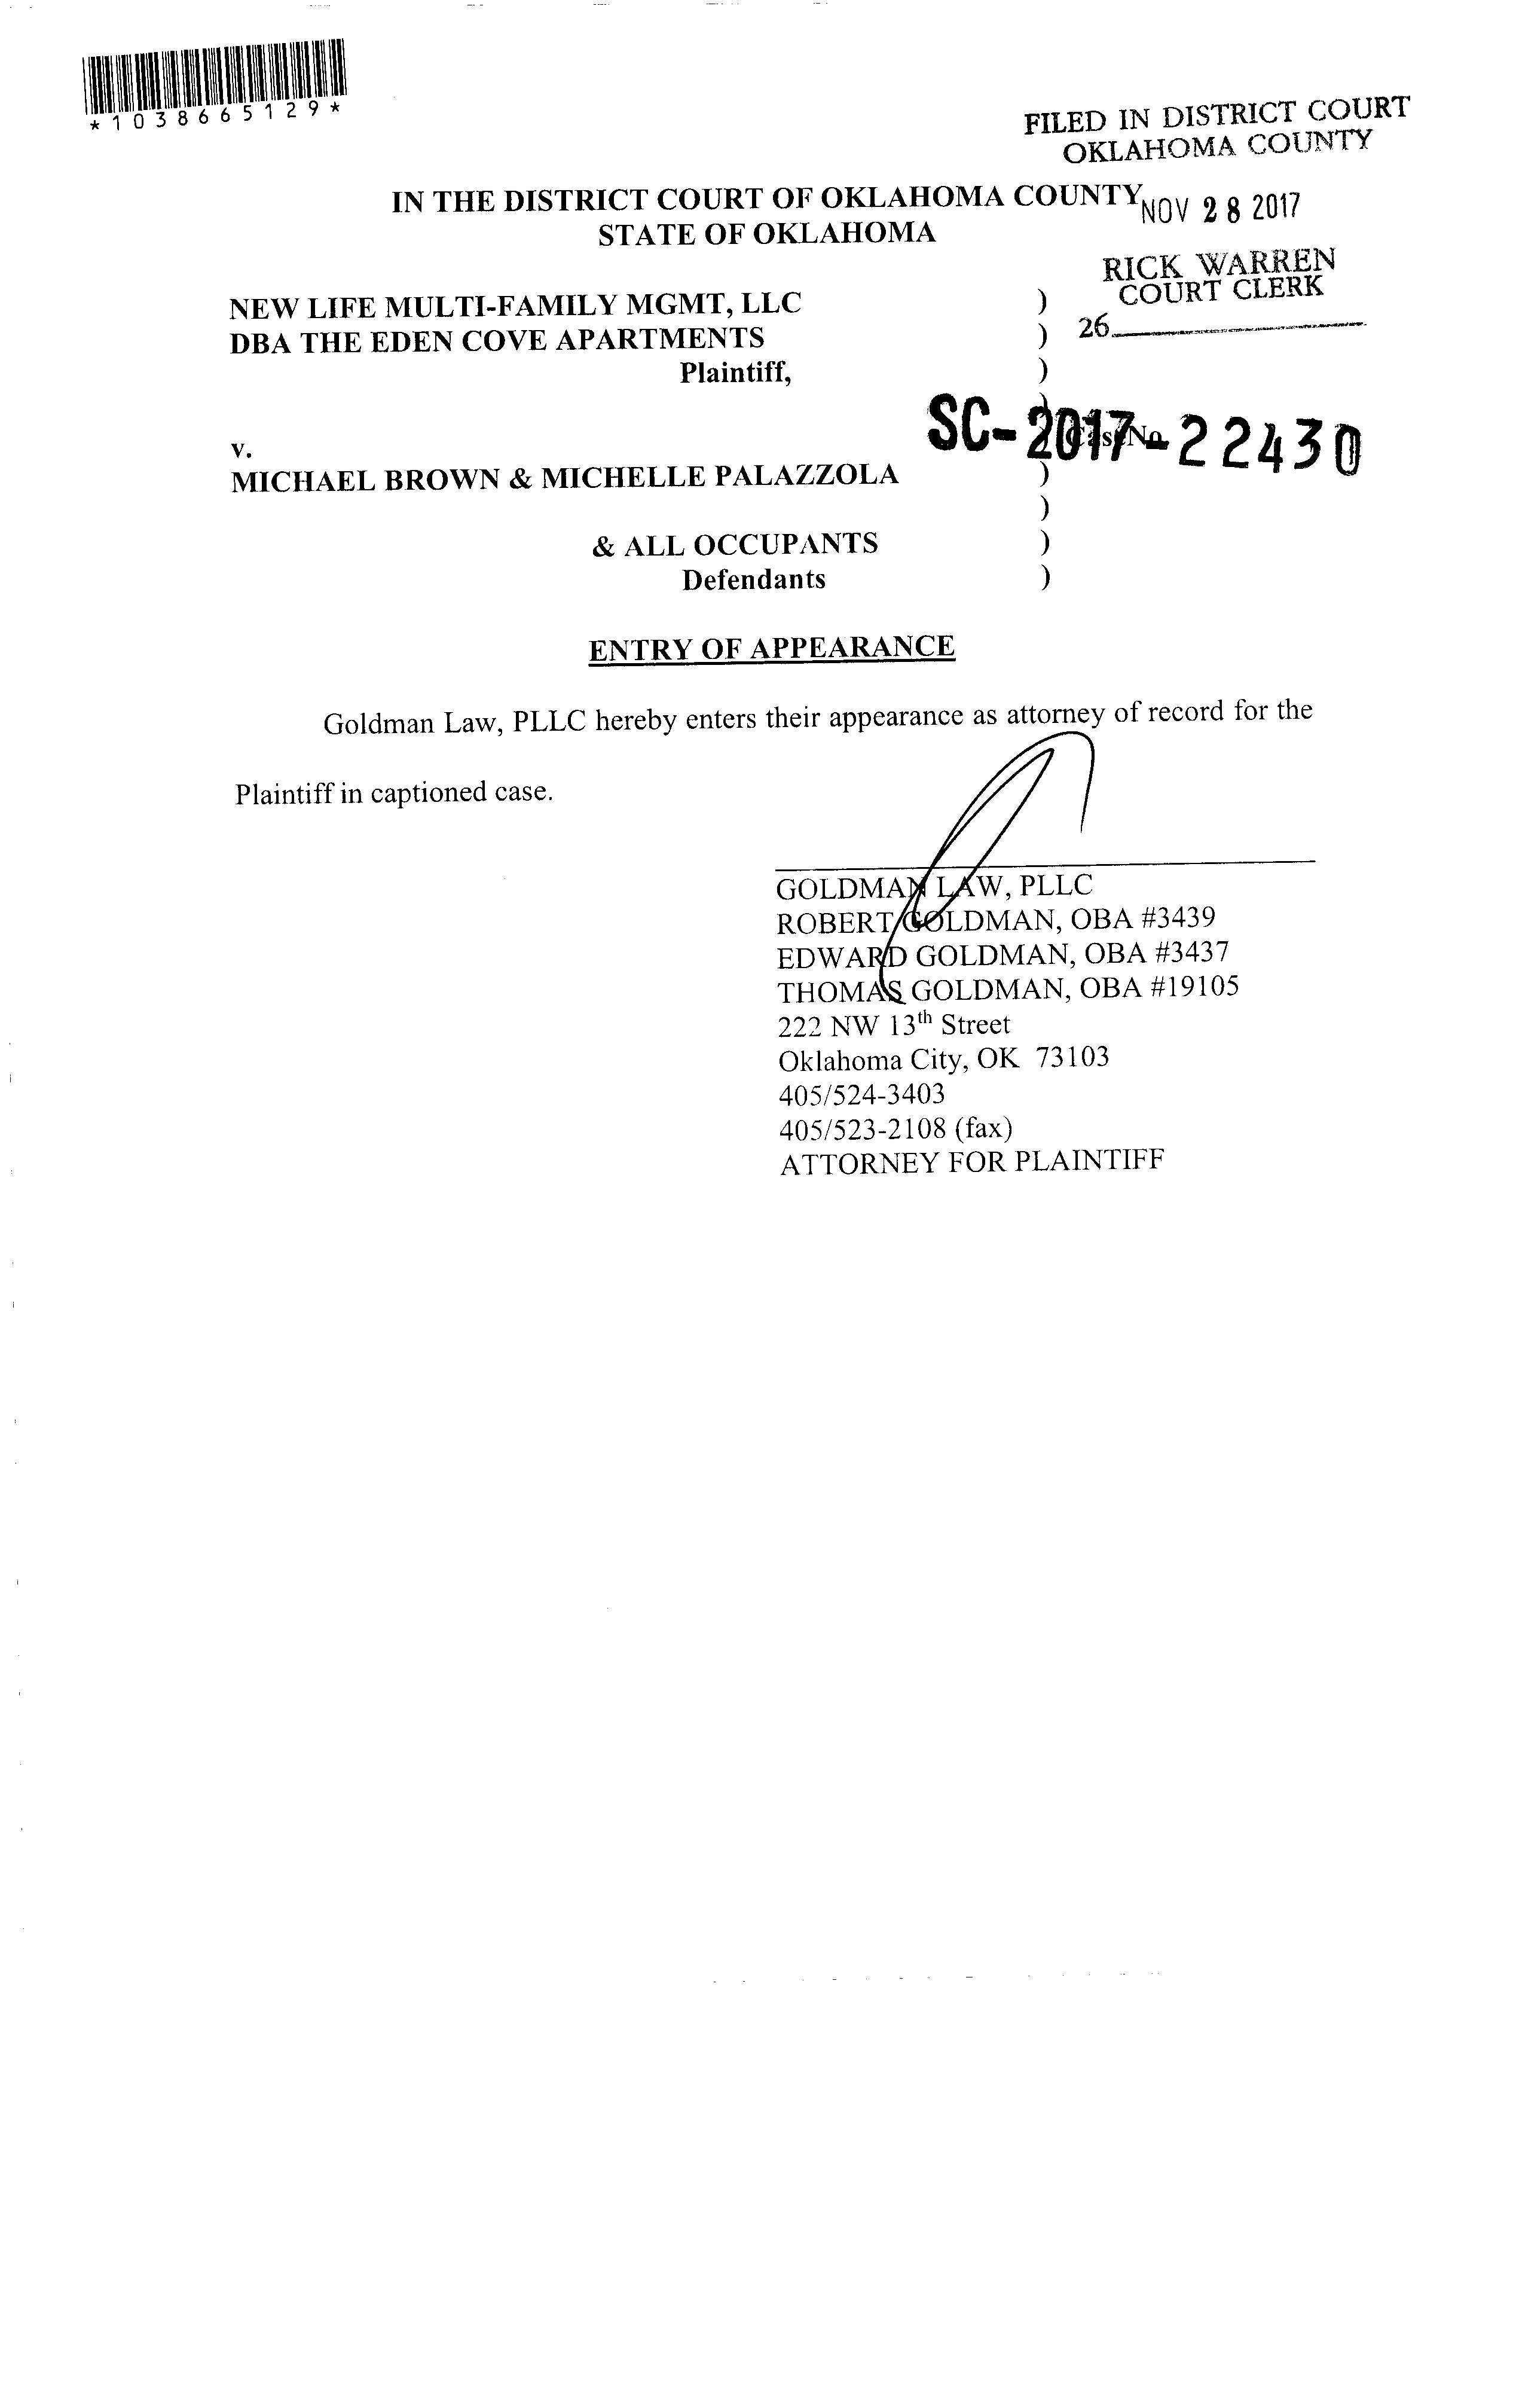 *1038665129*
FILED IN DISTRICT COURT
OKLAHOMA COUNTY
IN THE DISTRICT COURT OF OKLAHOMA COUNTY
NOV 28 2017
STATE OF OKLAHOMA
RICK WARREN
COURT CLERK
26
NEW LIFE MULTI-FAMILY MGMT, LLC )
DBA THE EDEN COVE APARTMENTS )
Plaintiff, )
)
Case No.
SC-2017-22430
v.
MICHAEL BROWN & MICHELLE PALAZZOLA )
)
& ALL OCCUPANTS )
Defendants )
ENTRY OF APPEARANCE
Goldman Law, PLLC hereby enters their appearance as attorney of record for the
Plaintiff in captioned case.
GOLDMAN LAW, PLLC
ROBERT GOLDMAN, OBA #3439
EDWARD GOLDMAN, OBA #3437
THOMAS GOLDMAN, OBA #19105
222 NW 13th Street
Oklahoma City, OK 73103
405/524-3403
405/523-2108 (fax)
ATTORNEY FOR PLAINTIFF